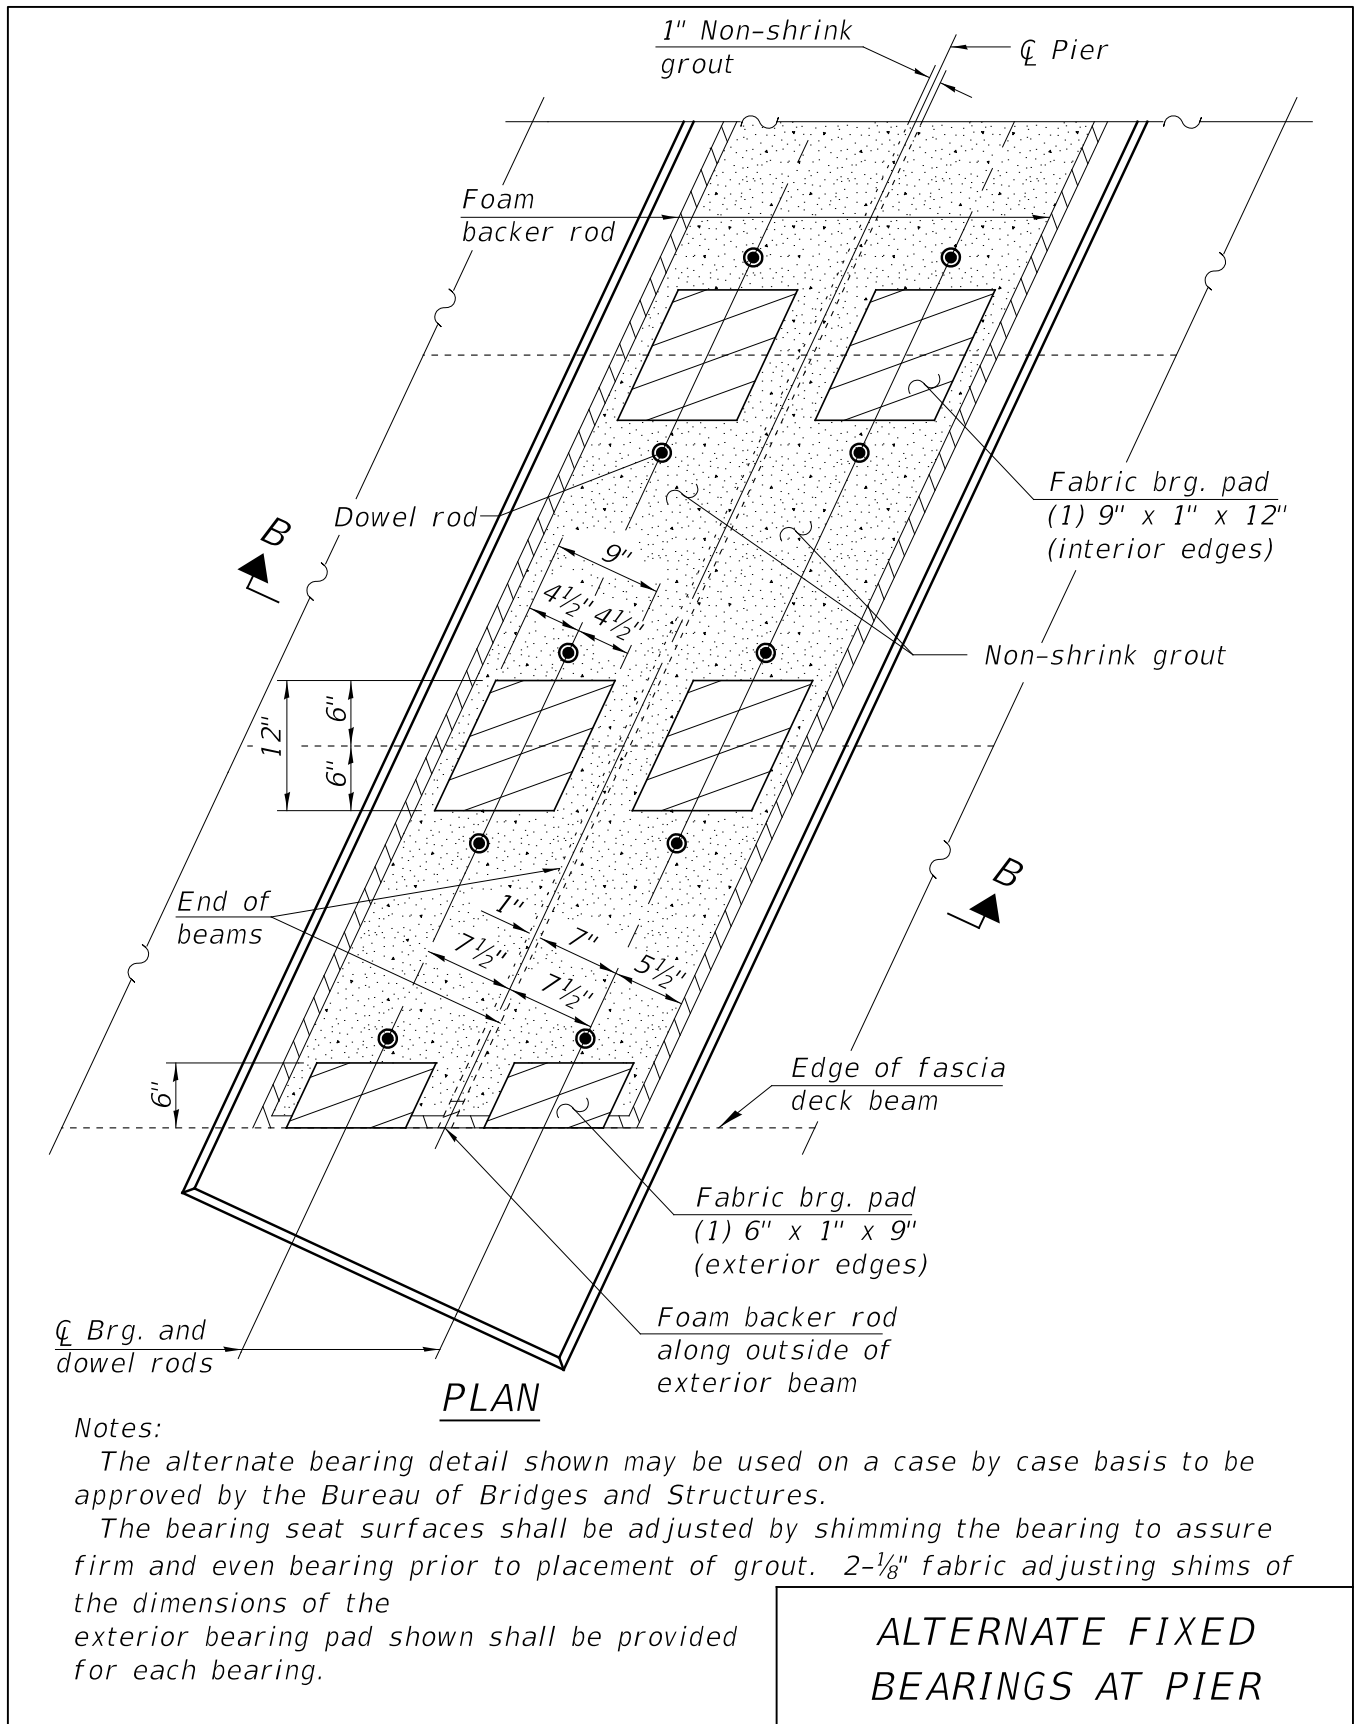 1" Non-shrink
grout
℄ Pier
Foam
backer rod
Dowel rod
Fabric brg. pad
(1) 9" x 1" x 12"
(interior edges)
B
9"
4½" 4½"
Non-shrink grout
12"
6"
6"
B
End of
beams
1"
7"
7½"
5½"
7½"
6"
Edge of fascia
deck beam
Fabric brg. pad
(1) 6" x 1" x 9"
(exterior edges)
Foam backer rod
along outside of
exterior beam
℄ Brg. and
dowel rods
PLAN
Notes:
The alternate bearing detail shown may be used on a case by case basis to be
approved by the Bureau of Bridges and Structures.
The bearing seat surfaces shall be adjusted by shimming the bearing to assure
firm and even bearing prior to placement of grout. 2-⅛" fabric adjusting shims of
the dimensions of the
exterior bearing pad shown shall be provided
for each bearing.
ALTERNATE FIXED
BEARINGS AT PIER